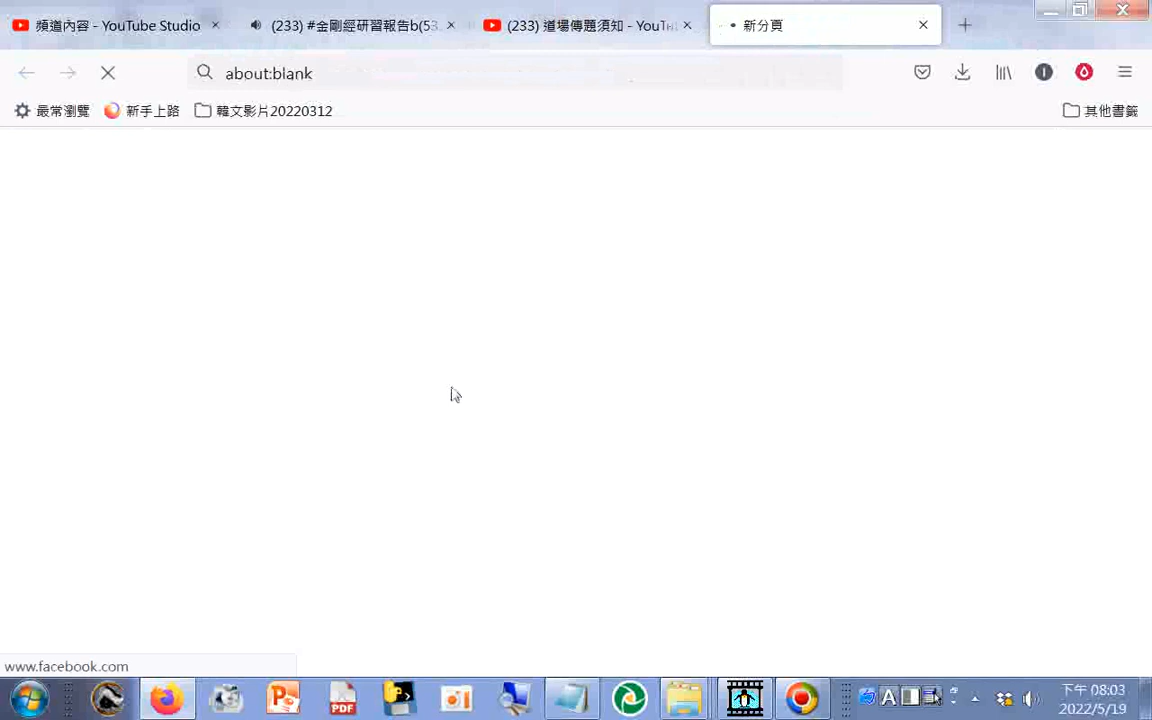 頻道內容 - YouTube Studio
(233) #金剛經研習報告b(53
(233) 道場傳題須知 - YouTu
新分頁
about:blank
最常瀏覽
新手上路
韓文影片20220312
其他書籤
www.facebook.com
PDF
A
下午 08:03
2022/5/19